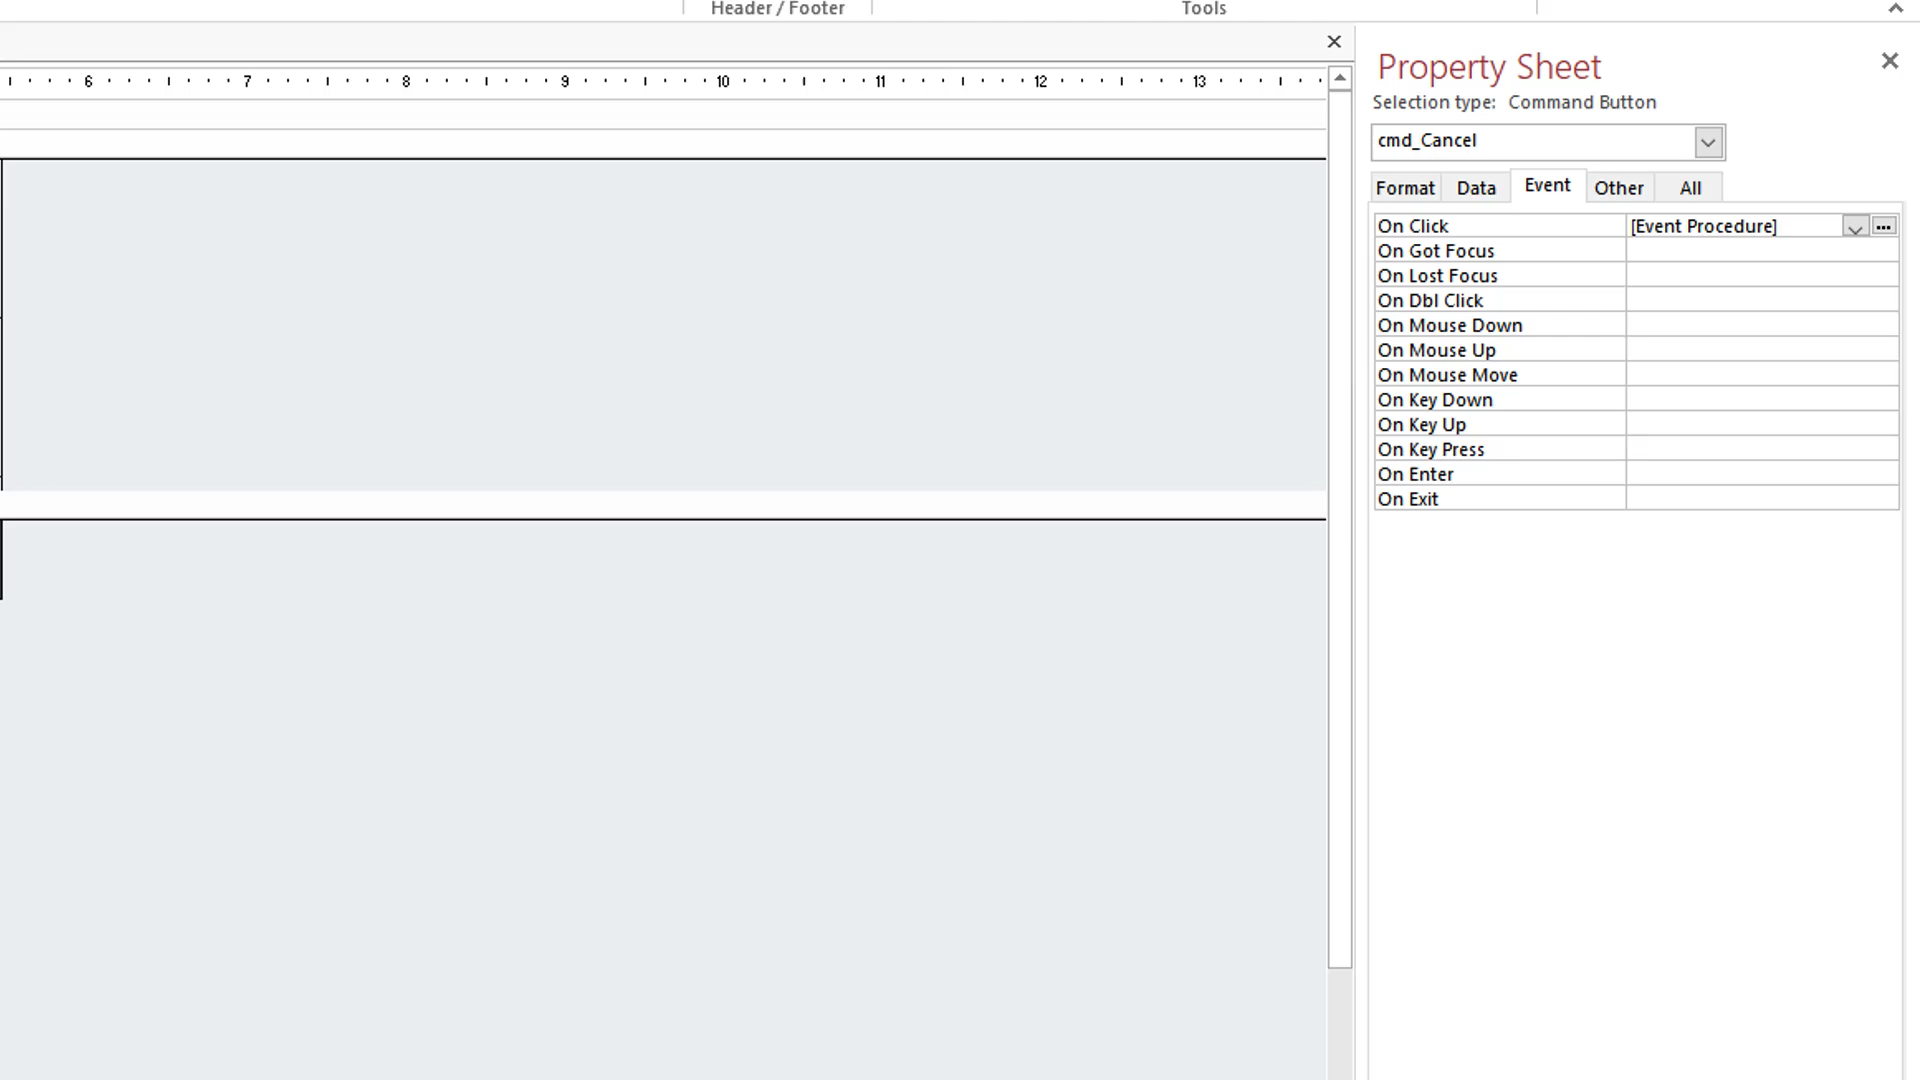 Header / Footer
Tools
6 7 8 9 10 11 12 13
Property Sheet
Selection type: Command Button
cmd_Cancel
Format Data Event Other All
On Click [Event Procedure]
On Got Focus
On Lost Focus
On Dbl Click
On Mouse Down
On Mouse Up
On Mouse Move
On Key Down
On Key Up
On Key Press
On Enter
On Exit